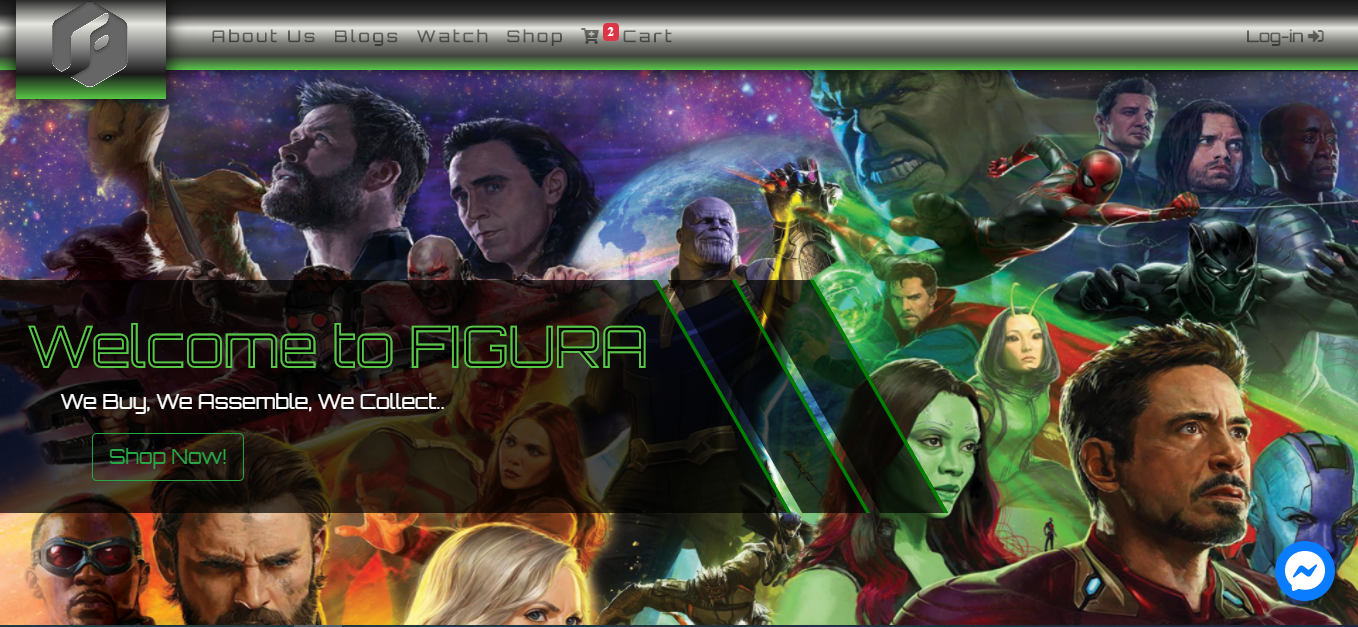 About Us Blogs Watch Shop 2 Cart Log-in
Welcome to FIGURA
We Buy, We Assemble, We Collect..
Shop Now!